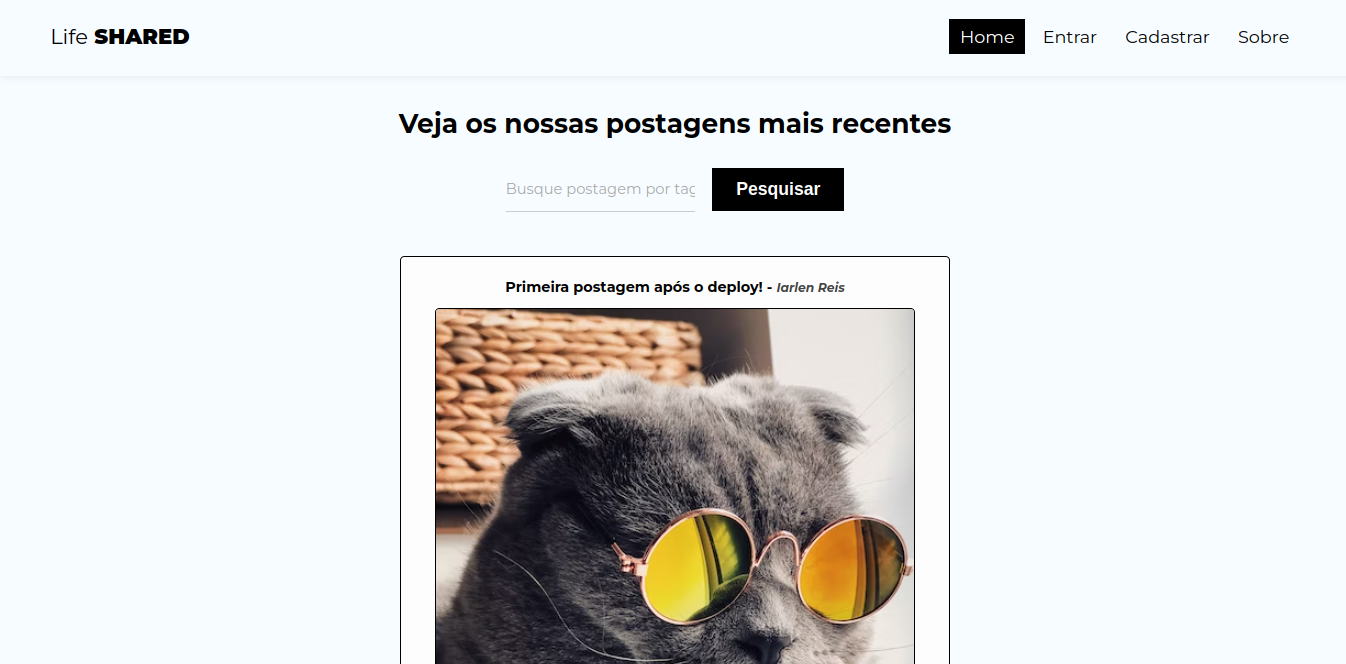 Life SHARED
Home Entrar Cadastrar Sobre
Veja os nossas postagens mais recentes
Busque postagem por tag
Pesquisar
Primeira postagem após o deploy! - Iarlen Reis